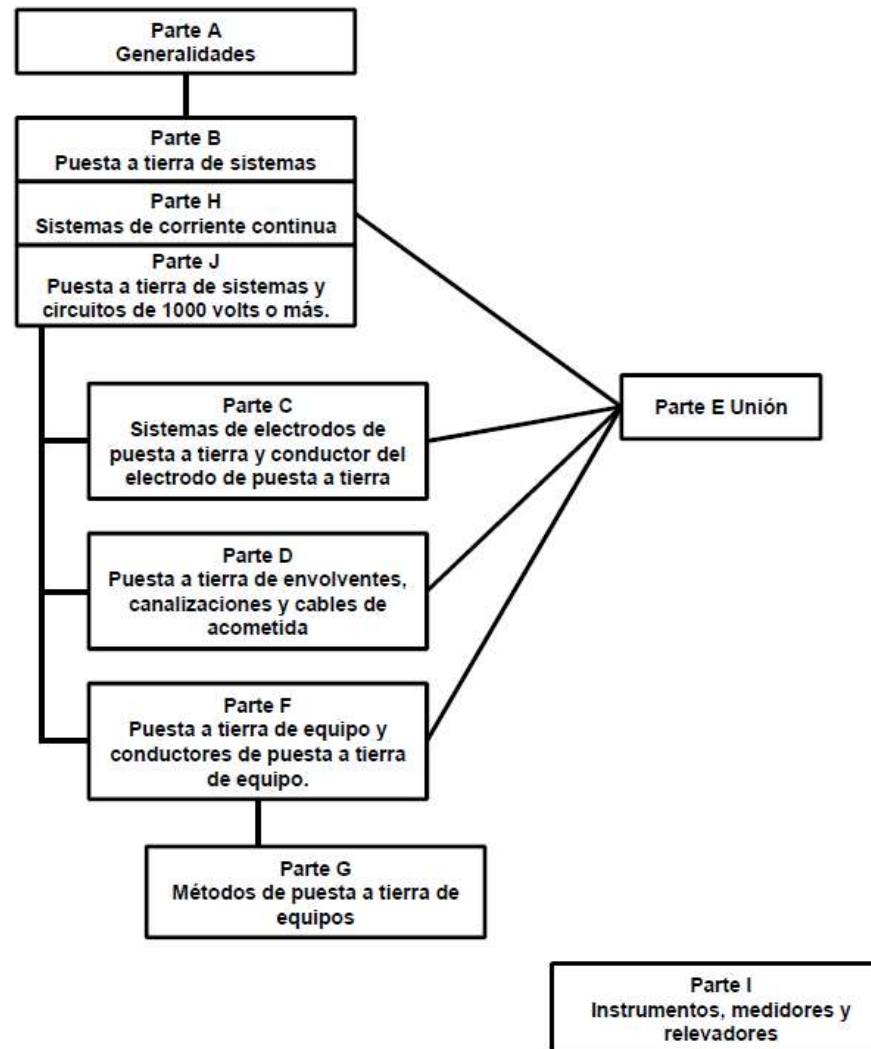 Parte A
Generalidades
Parte B
Puesta a tierra de sistemas
Parte H
Sistemas de corriente continua
Parte J
Puesta a tierra de sistemas y
circuitos de 1000 volts o más.
Parte C
Sistemas de electrodos de
puesta a tierra y conductor del
electrodo de puesta a tierra
Parte E Unión
Parte D
Puesta a tierra de envolventes,
canalizaciones y cables de
acometida
Parte F
Puesta a tierra de equipo y
conductores de puesta a tierra
de equipo.
Parte G
Métodos de puesta a tierra de
equipos
Parte I
Instrumentos, medidores y
relevadores